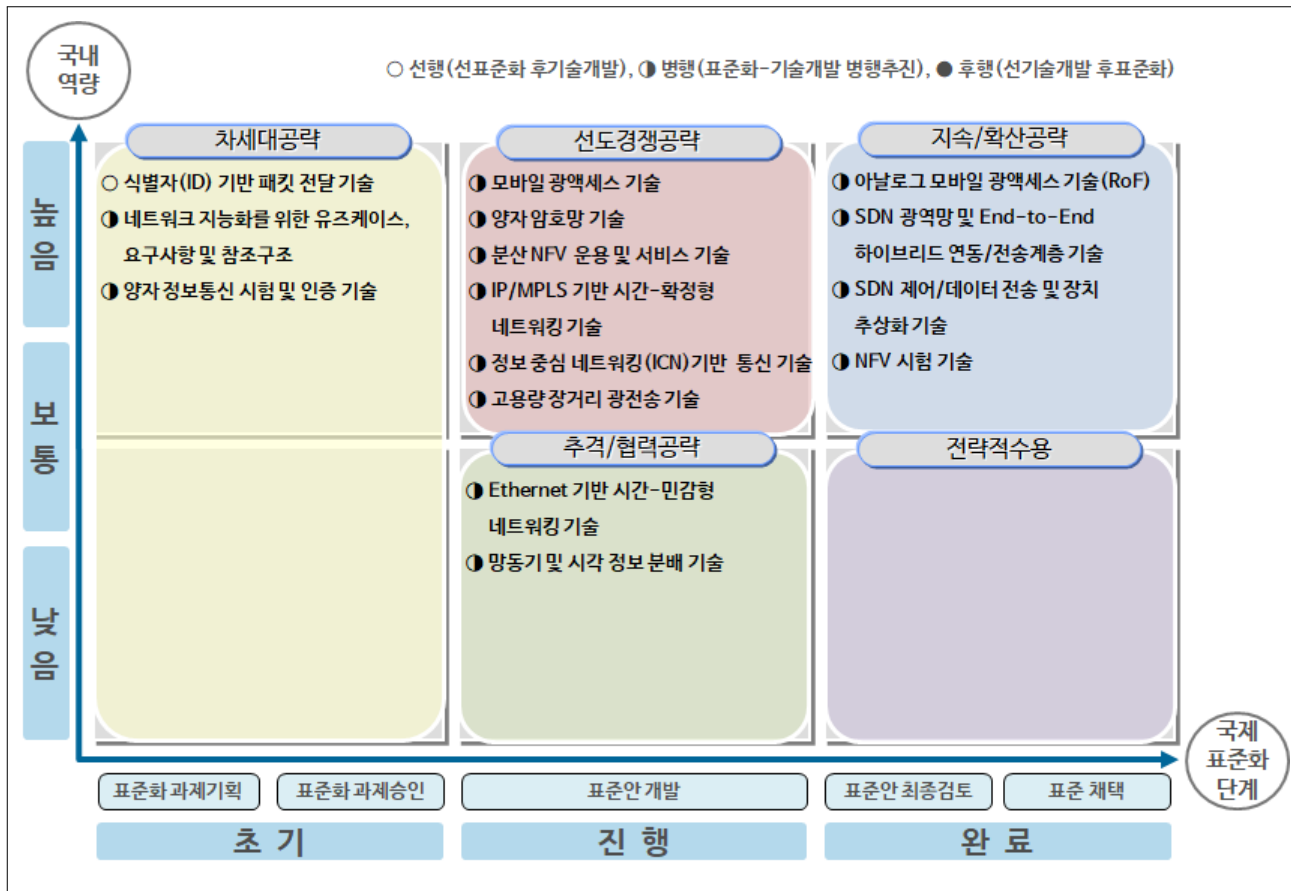 국내
역량
○ 선행(선표준화 후기술개발), ◑ 병행(표준화-기술개발 병행추진), ● 후행(선기술개발 후표준화)
차세대공략
○ 식별자(ID) 기반 패킷 전달 기술
◑ 네트워크 지능화를 위한 유즈케이스,
요구사항 및 참조구조
◑ 양자 정보통신 시험 및 인증 기술
선도경쟁공략
◑ 모바일 광액세스 기술
◑ 양자 암호망 기술
◑ 분산 NFV 운용 및 서비스 기술
◑ IP/MPLS 기반 시간-확정형
네트워킹 기술
◑ 정보 중심 네트워킹(ICN)기반 통신 기술
◑ 고용량 장거리 광전송 기술
지속/확산공략
◑ 아날로그 모바일 광액세스 기술(RoF)
◑ SDN 광역망 및 End-to-End
하이브리드 연동/전송계층 기술
◑ SDN 제어/데이터 전송 및 장치
추상화 기술
◑ NFV 시험 기술
추격/협력공략
◑ Ethernet 기반 시간-민감형
네트워킹 기술
◑ 망동기 및 시각 정보 분배 기술
전략적수용
높음
보통
낮음
국제
표준화
단계
표준화 과제기획
표준화 과제승인
표준안 개발
표준안 최종검토
표준 채택
초 기
진 행
완 료